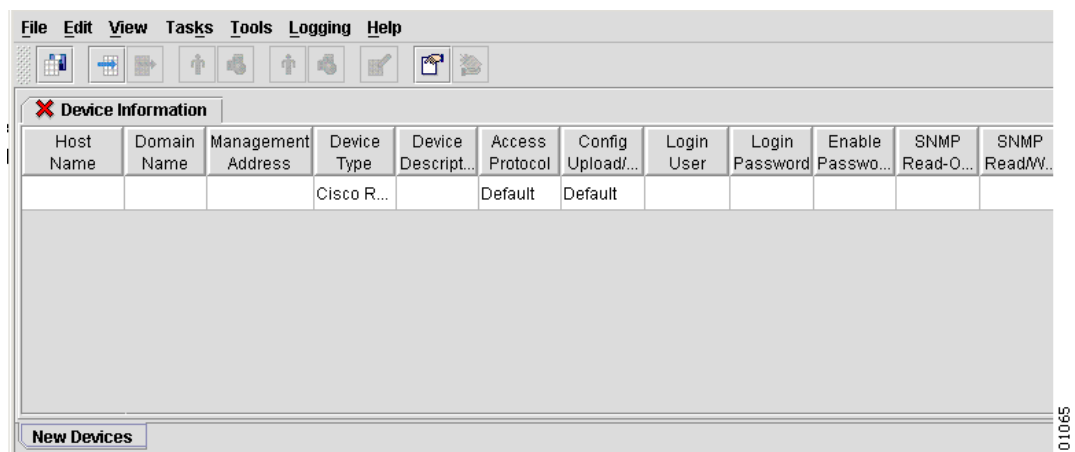 File Edit View Tasks Tools Logging Help
Device Information
Host Name Domain Name Management Address Device Type Device Descript... Access Protocol Config Upload/... Login User Login Password Enable Passwo... SNMP Read-O... SNMP Read/W...
Cisco R... Default Default
New Devices
01065